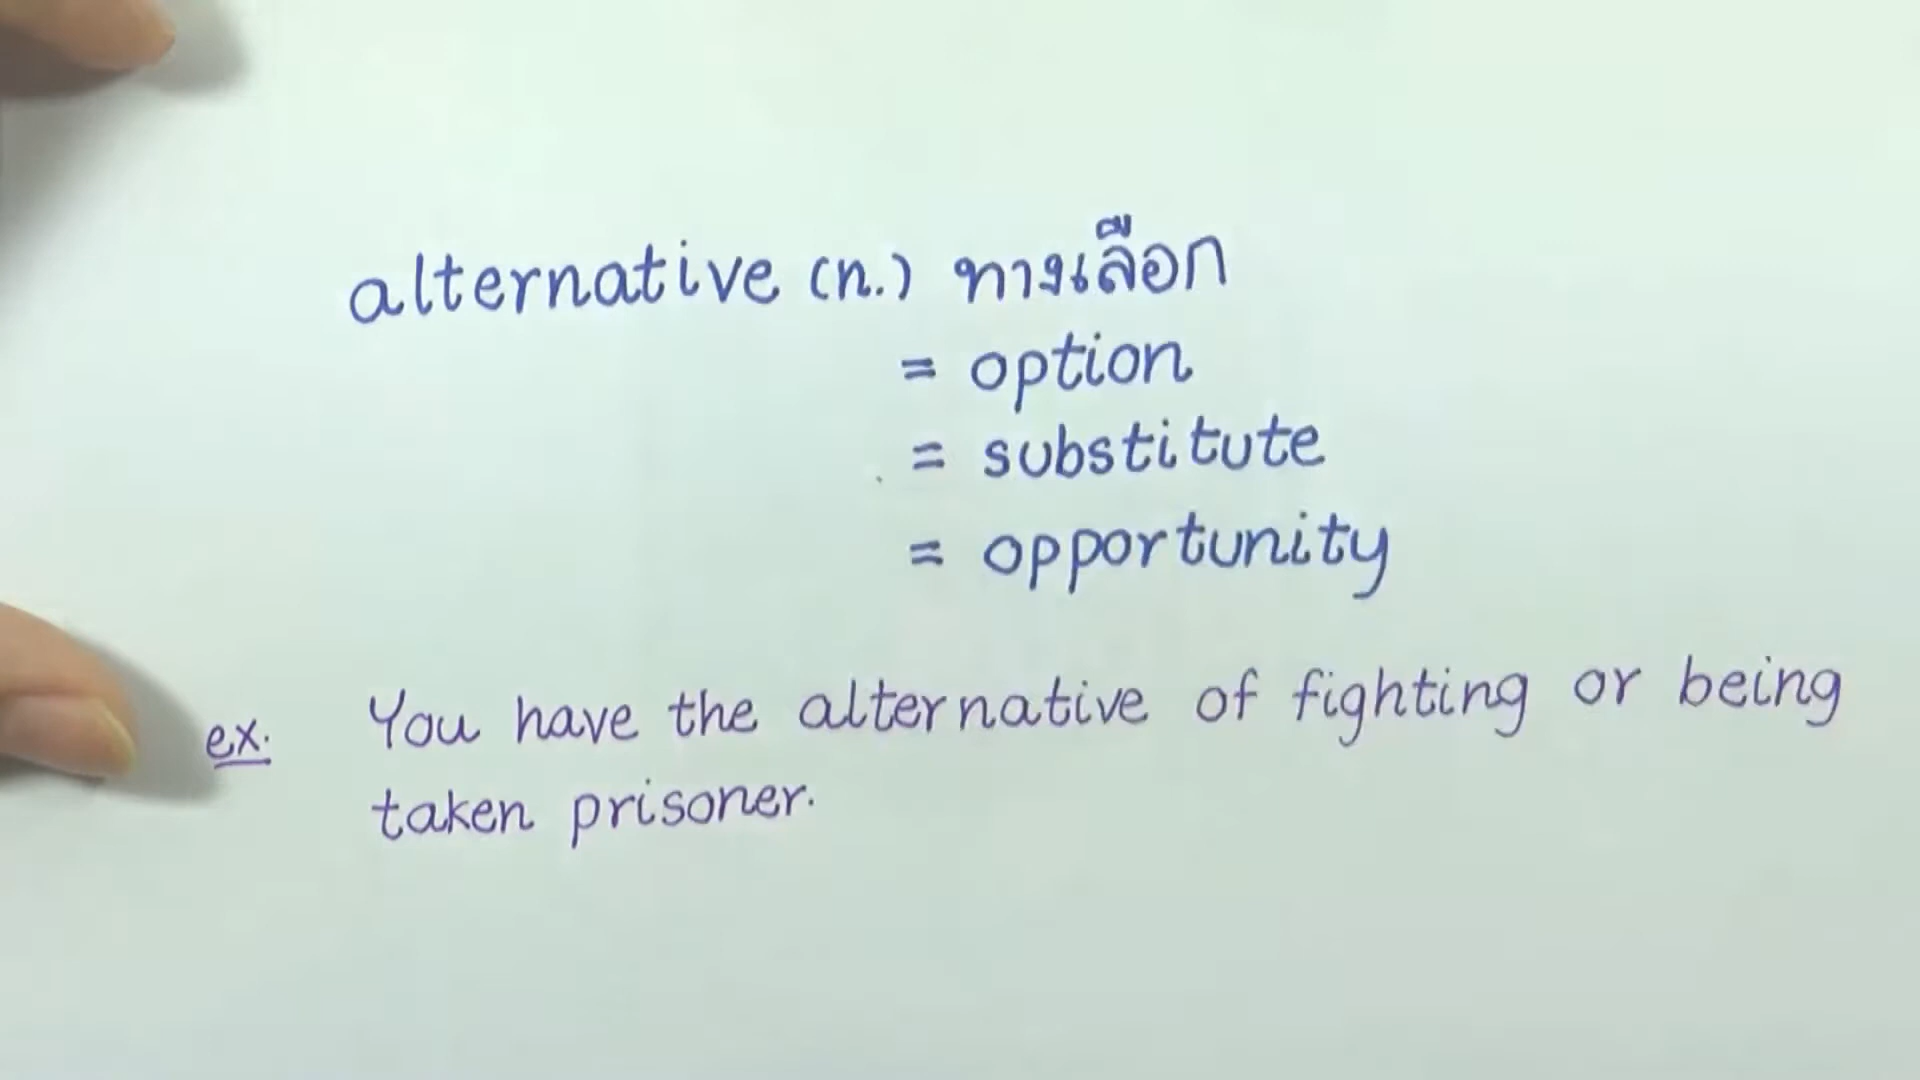 alternative (n.) ทางเลือก
= option
= substitute
= opportunity
ex. You have the alternative of fighting or being
taken prisoner.